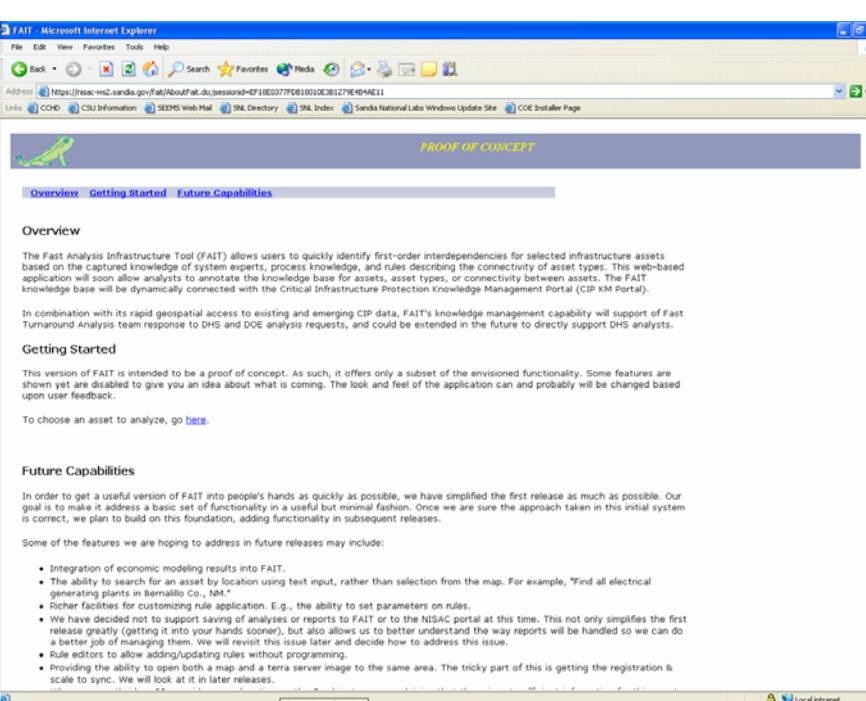 FAIT - Microsoft Internet Explorer
File Edit View Favorites Tools Help
Back Search Favorites Media
Address https://nisac-ws2.sandia.gov/fait/AboutFait.do;jsessionid=
Links CCHD CSU Information SEEMS Web Mail SNL Directory SNL Index Sandia National Labs Windows Update Site COE Installer Page
PROOF OF CONCEPT
Overview Getting Started Future Capabilities
Overview
The Fast Analysis Infrastructure Tool (FAIT) allows users to quickly identify first-order interdependencies for selected infrastructure assets
based on the captured knowledge of system experts, process knowledge, and rules describing the connectivity of asset types. This web-based
application will soon allow analysts to annotate the knowledge base for assets, asset types, or connectivity between assets. The FAIT
knowledge base will be dynamically connected with the Critical Infrastructure Protection Knowledge Management Portal (CIP KM Portal).
In combination with its rapid geospatial access to existing and emerging CIP data, FAIT's knowledge management capability will support of Fast
Turnaround Analysis team response to DHS and DOE analysis requests, and could be extended in the future to directly support DHS analysts.
Getting Started
This version of FAIT is intended to be a proof of concept. As such, it offers only a subset of the envisioned functionality. Some features are
shown yet are disabled to give you an idea about what is coming. The look and feel of the application can and probably will be changed based
upon user feedback.
To choose an asset to analyze, go here.
Future Capabilities
In order to get a useful version of FAIT into people's hands as quickly as possible, we have simplified the first release as much as possible. Our
goal is to make it address a basic set of functionality in a useful but minimal fashion. Once we are sure the approach taken in this initial system
is correct, we plan to build on this foundation, adding functionality in subsequent releases.
Some of the features we are hoping to address in future releases may include:
• Integration of economic modeling results into FAIT.
• The ability to search for an asset by location using text input, rather than selection from the map. For example, "Find all electrical
generating plants in Bernalillo Co., NM."
• Richer facilities for customizing rule application. E.g., the ability to set parameters on rules.
• We have decided not to support saving of analyses or reports to FAIT or to the NISAC portal at this time. This not only simplifies the first
release greatly (getting it into your hands sooner), but also allows us to better understand the way reports will be handled so we can do
a better job of managing them. We will revisit this issue later and decide how to address this issue.
• Rule editors to allow adding/updating rules without programming.
• Providing the ability to open both a map and a terra server image to the same area. The tricky part of this is getting the registration &
scale to sync. We will look at it in later releases.
Local intranet